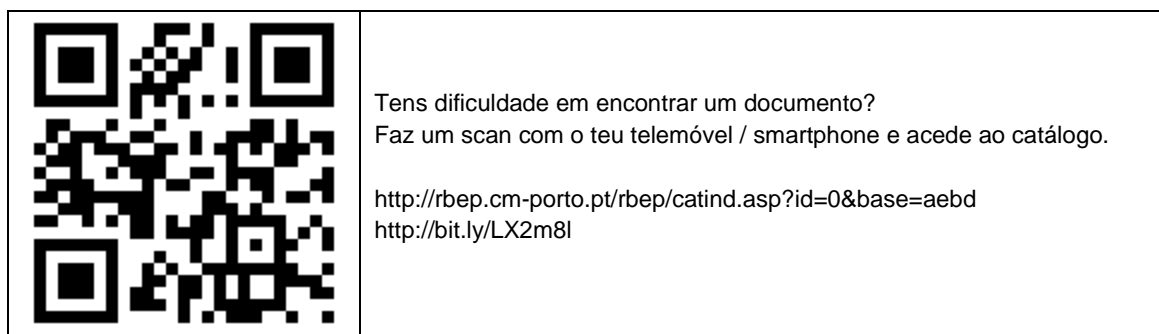 Tens dificuldade em encontrar um documento?
Faz um scan com o teu telemóvel / smartphone e acede ao catálogo.
http://rbep.cm-porto.pt/rbep/catind.asp?id=0&base=aebd
http://bit.ly/LX2m8l